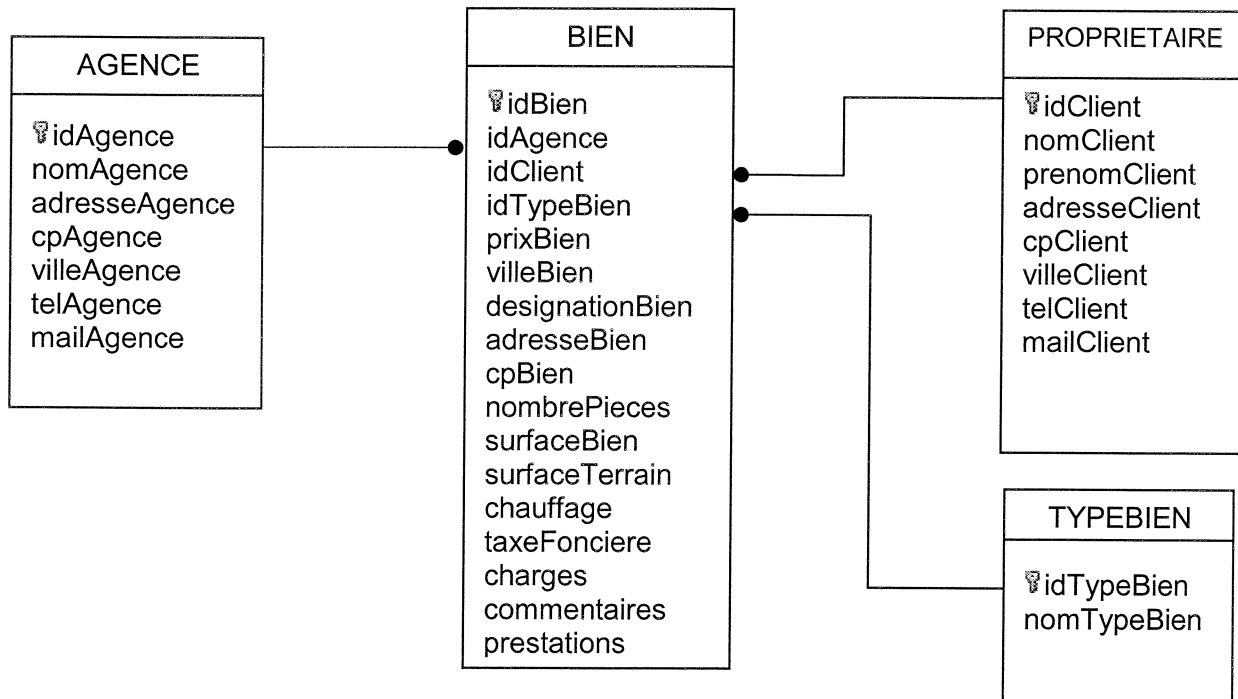 AGENCE
idAgence
nomAgence
adresseAgence
cpAgence
villeAgence
telAgence
mailAgence
BIEN
idBien
idAgence
idClient
idTypeBien
prixBien
villeBien
designationBien
adresseBien
cpBien
nombrePieces
surfaceBien
surfaceTerrain
chauffage
taxeFonciere
charges
commentaires
prestations
PROPRIETAIRE
idClient
nomClient
prenomClient
adresseClient
cpClient
villeClient
telClient
mailClient
TYPEBIEN
idTypeBien
nomTypeBien